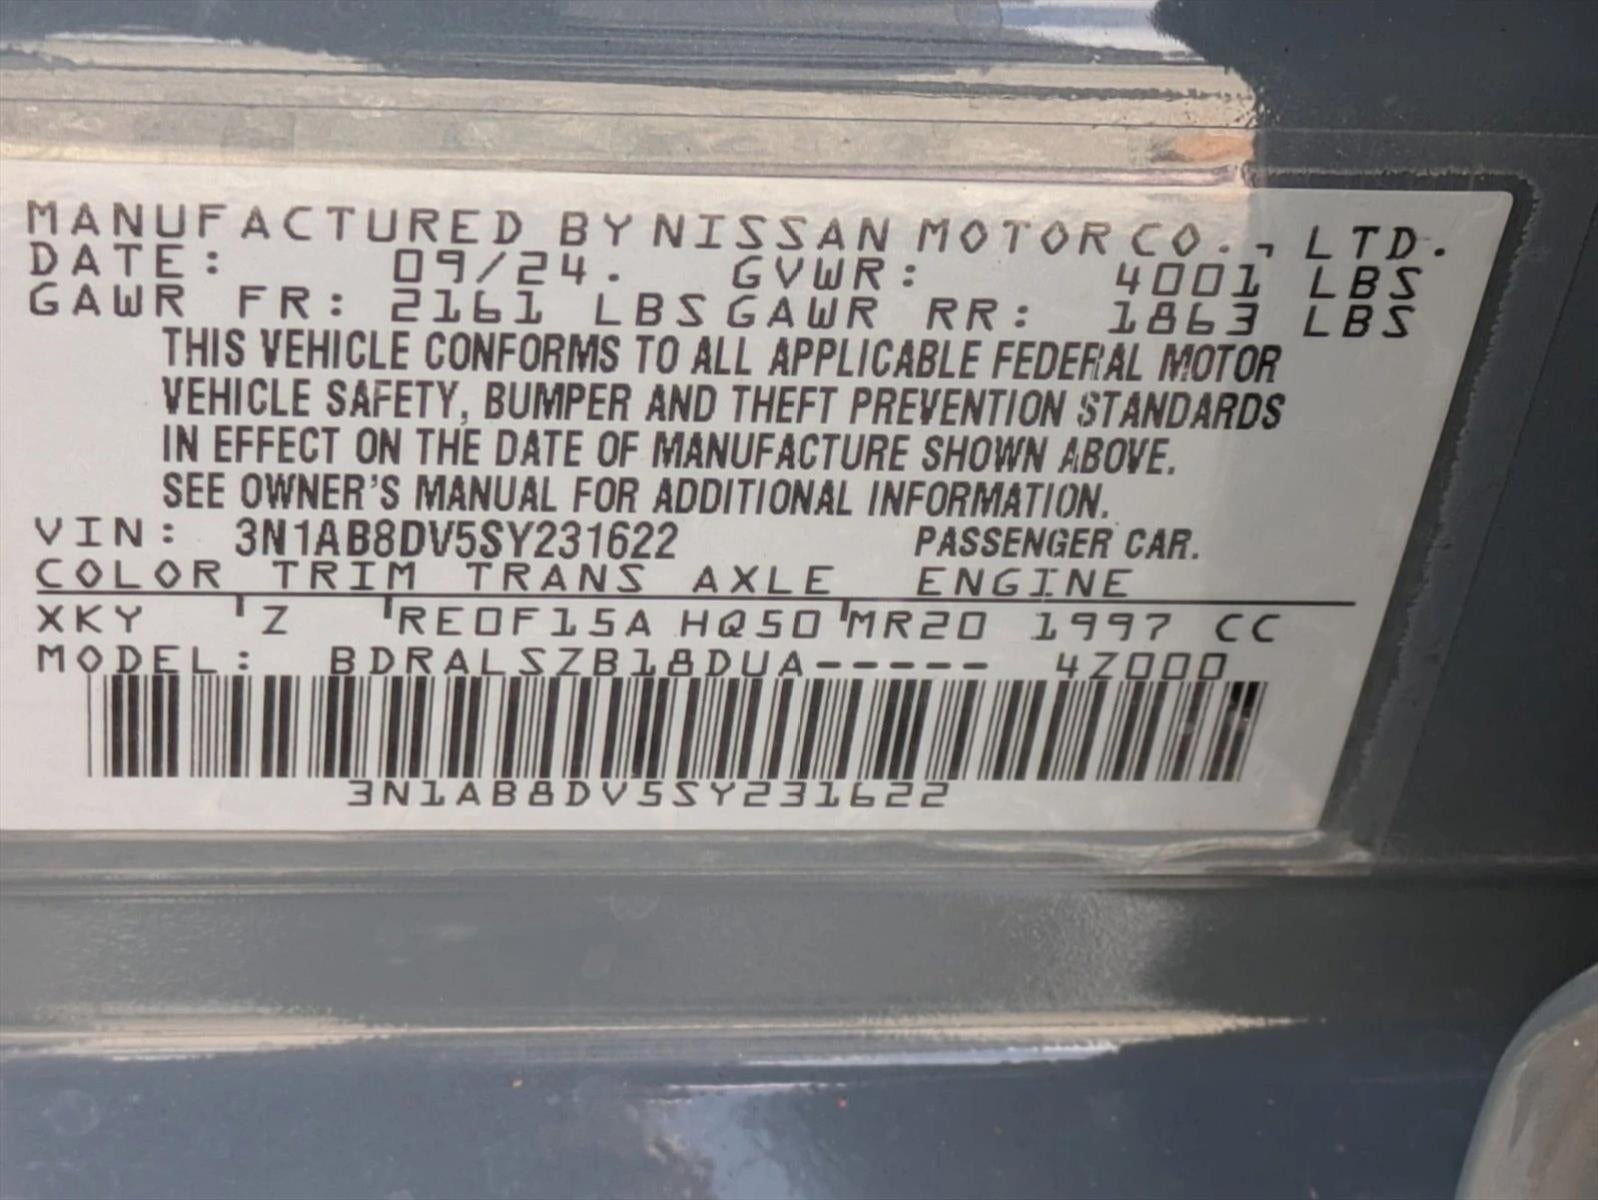 MANUFACTURED BY NISSAN MOTOR CO., LTD.
DATE: 09/24. GVWR: 4001 LBS
GAWR FR: 2161 LBS GAWR RR: 1863 LBS
THIS VEHICLE CONFORMS TO ALL APPLICABLE FEDERAL MOTOR
VEHICLE SAFETY, BUMPER AND THEFT PREVENTION STANDARDS
IN EFFECT ON THE DATE OF MANUFACTURE SHOWN ABOVE.
SEE OWNER'S MANUAL FOR ADDITIONAL INFORMATION.
VIN: 3N1AB8DV5SY231622 PASSENGER CAR.
COLOR TRIM TRANS AXLE ENGINE
XKY Z RE0F15A HQ50 MR20 1997 CC
MODEL: BDRALSZB18DUA----- 4Z000
3N1AB8DV5SY231622